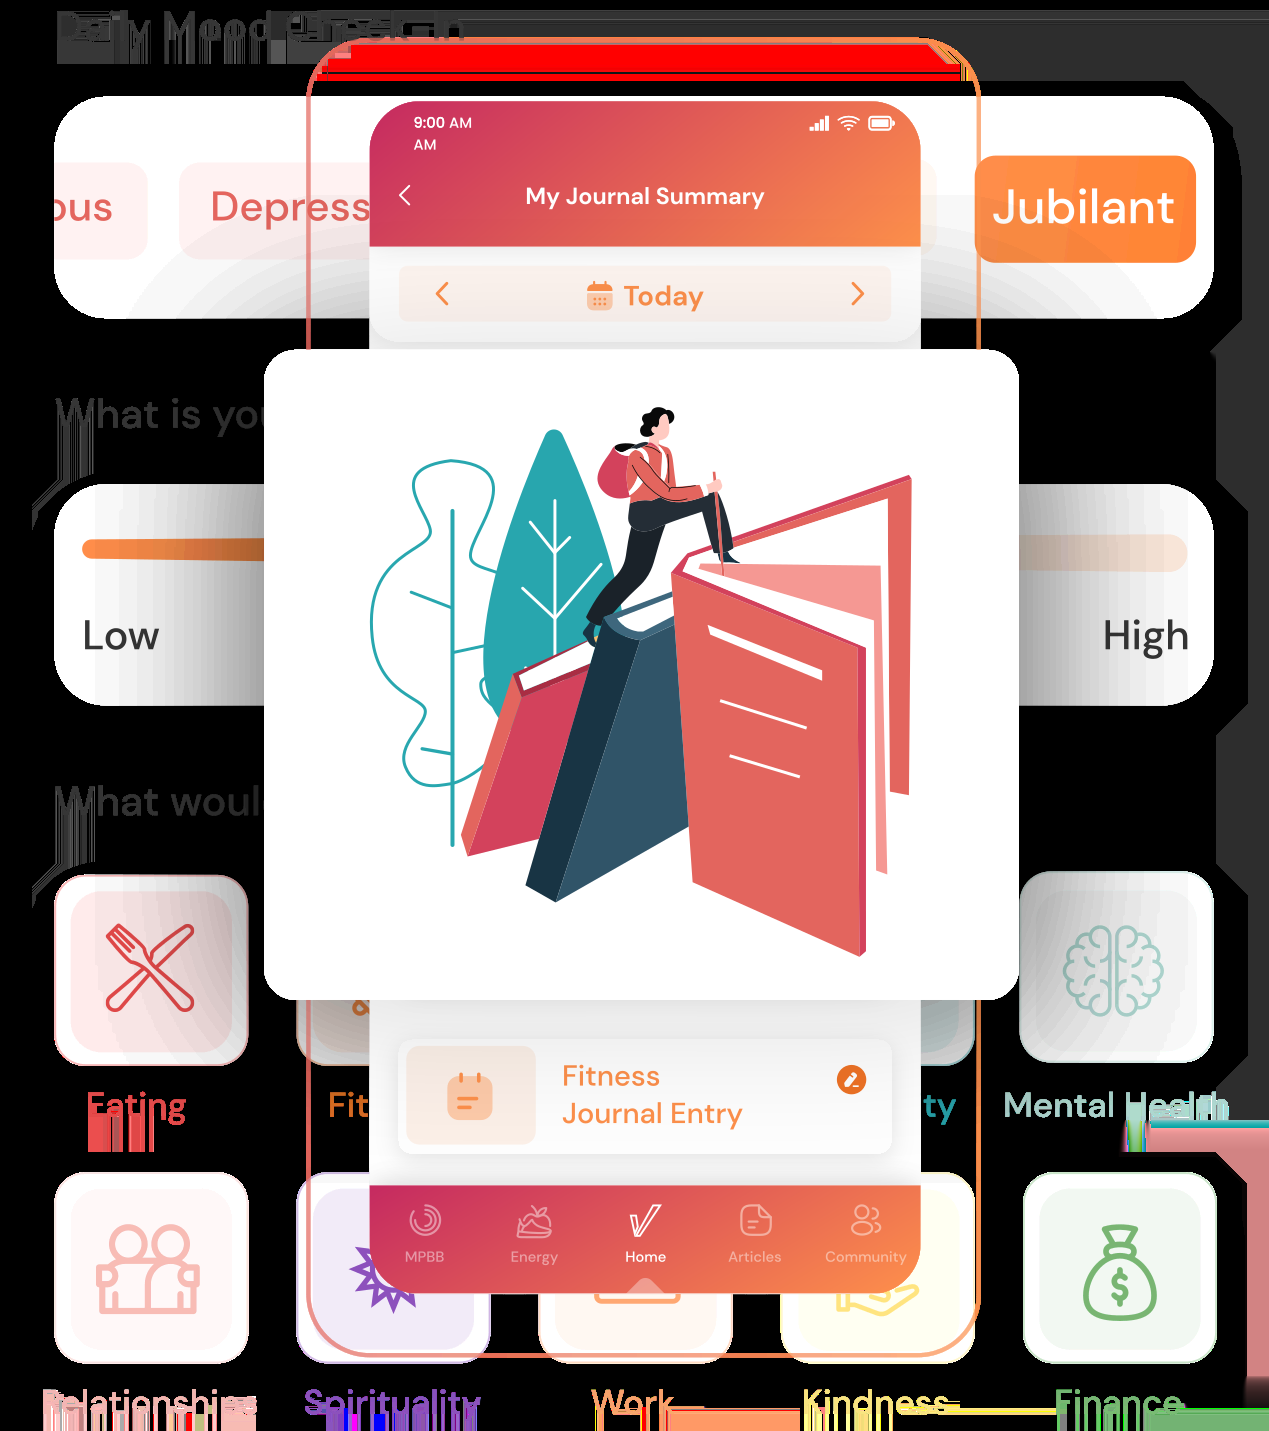 Daily Mood Check-In
9:00 AM
AM
My Journal Summary
ous
Depress
Jubilant
Today
What is you
Low
High
What woul
Eating
Fit
ty
Mental Health
Fitness
Journal Entry
MPBB
Energy
Home
Articles
Community
$
Relationships
Spirituality
Work
Kindness
Finance